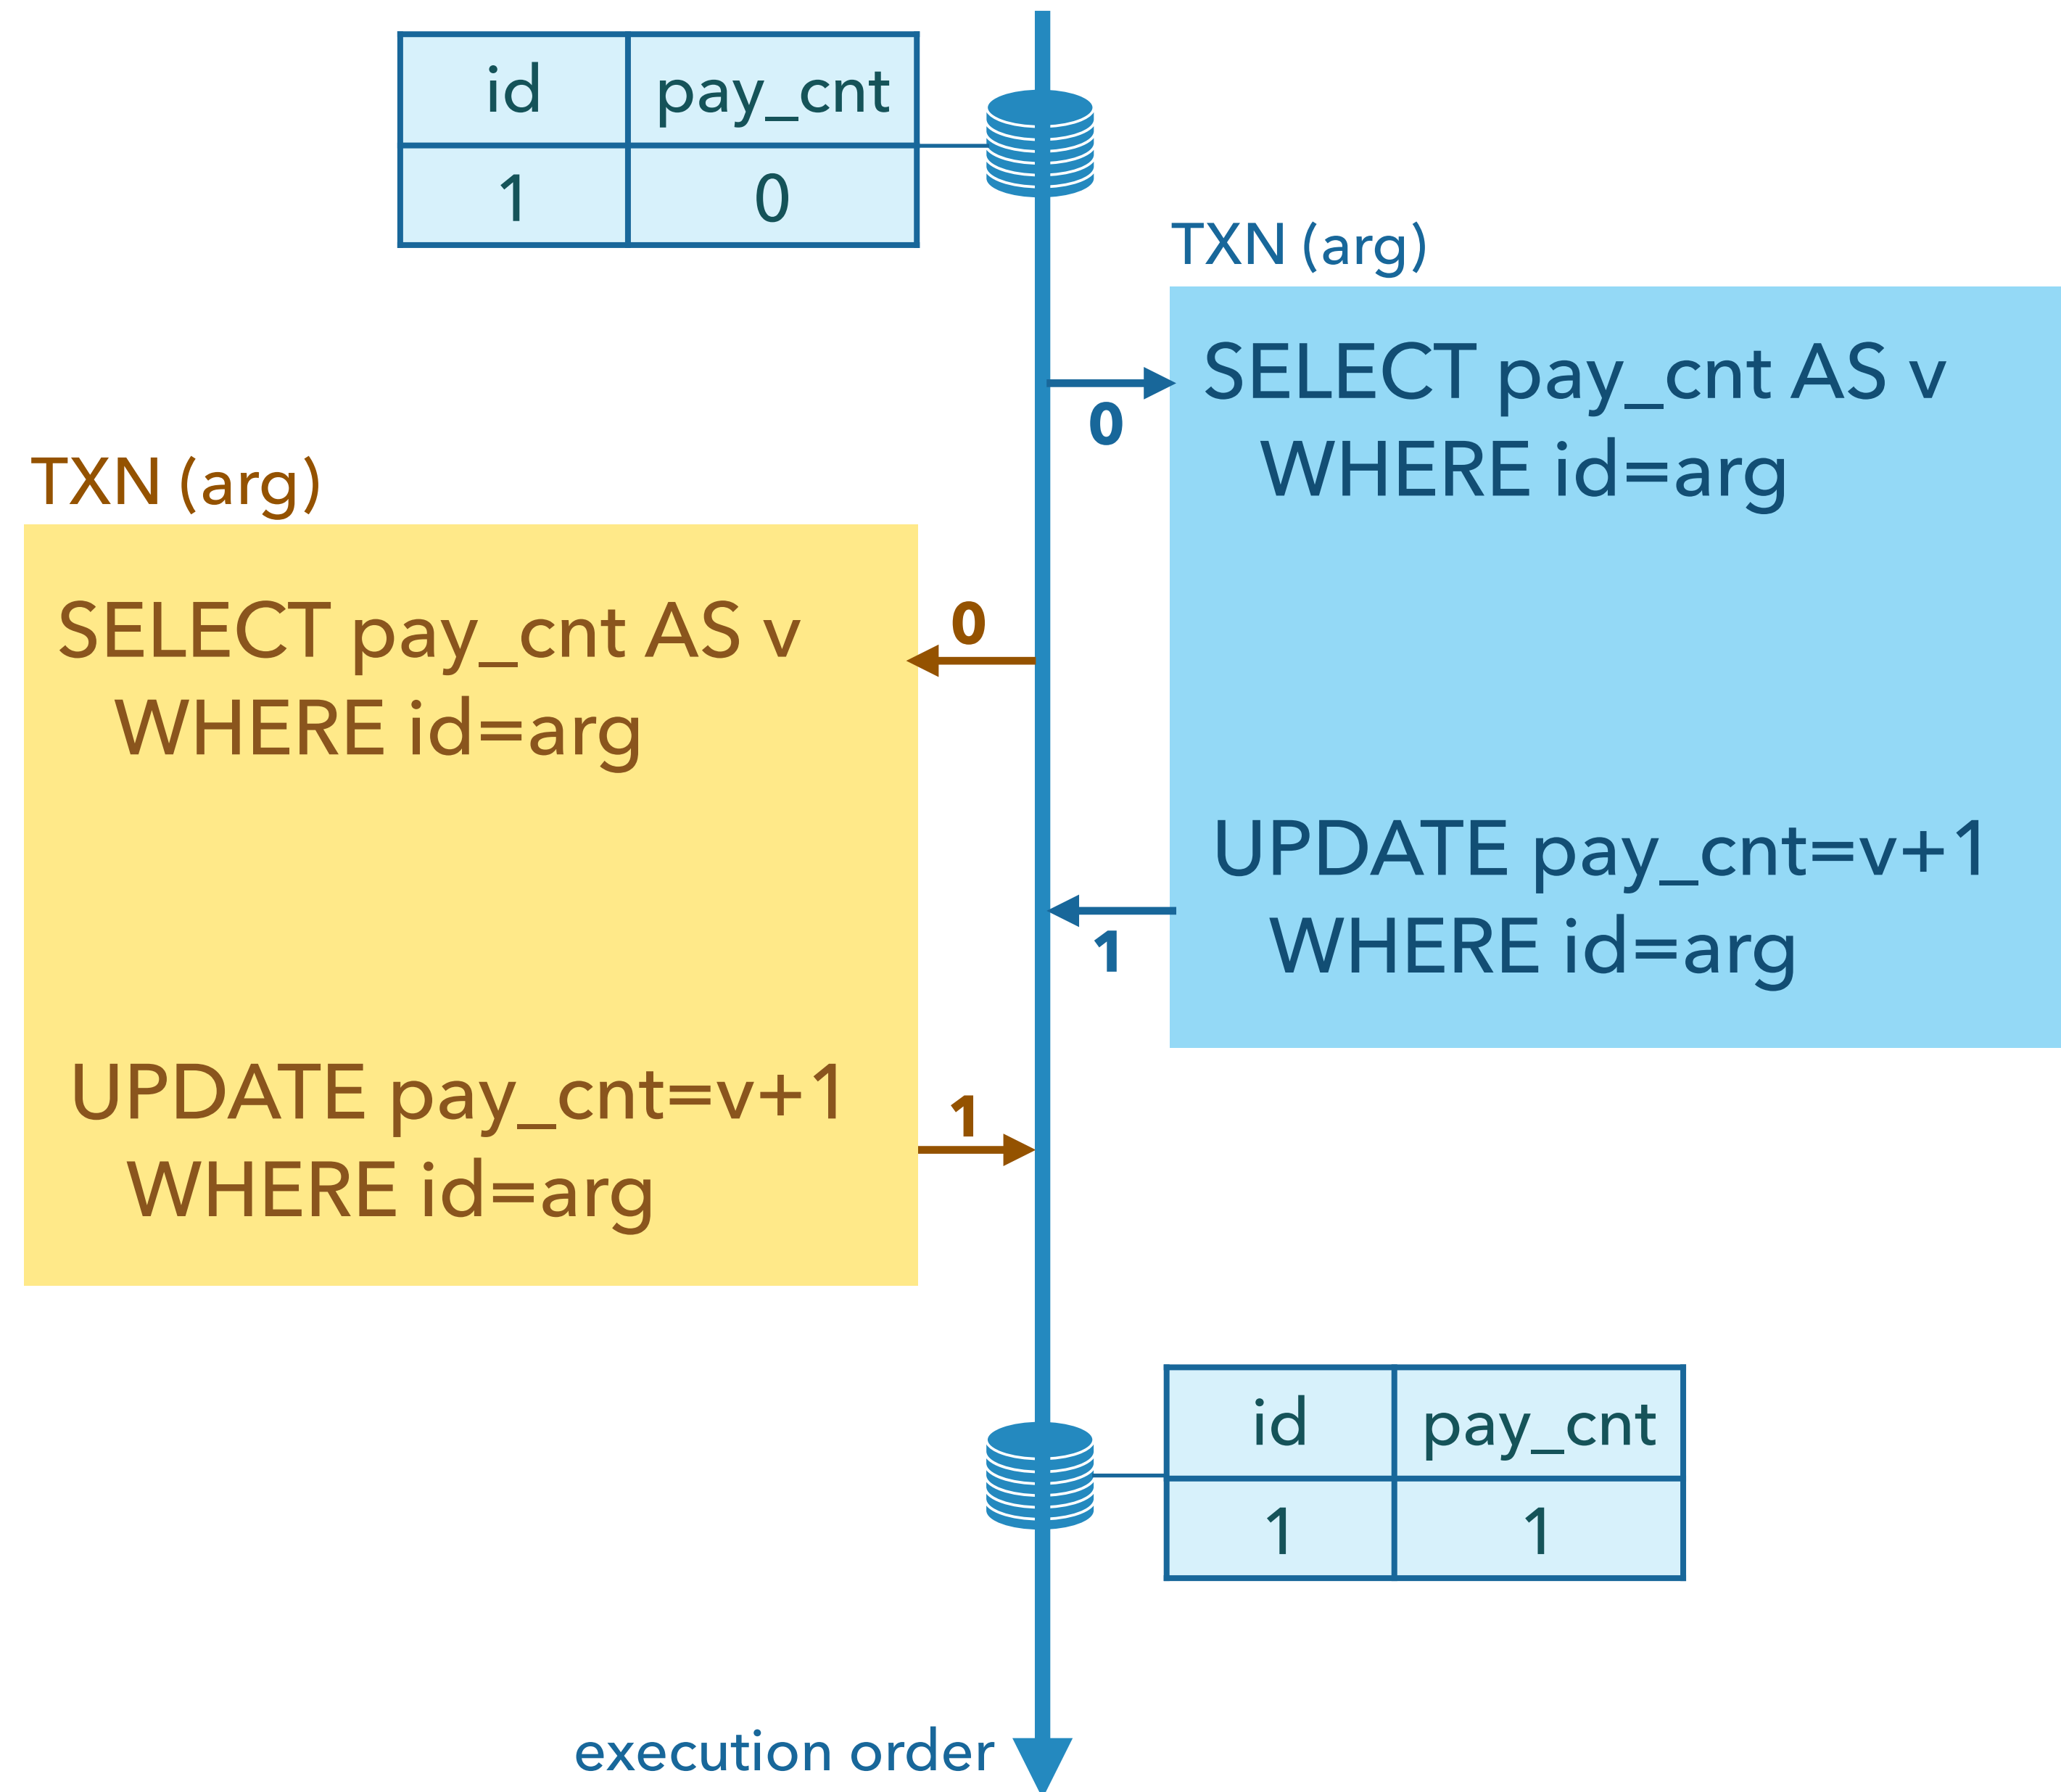 id pay_cnt
1 0
TXN (arg)
SELECT pay_cnt AS v
WHERE id=arg
0
TXN (arg)
0
SELECT pay_cnt AS v
WHERE id=arg
UPDATE pay_cnt=v+1
WHERE id=arg
1
UPDATE pay_cnt=v+1
WHERE id=arg
1
id pay_cnt
1 1
execution order